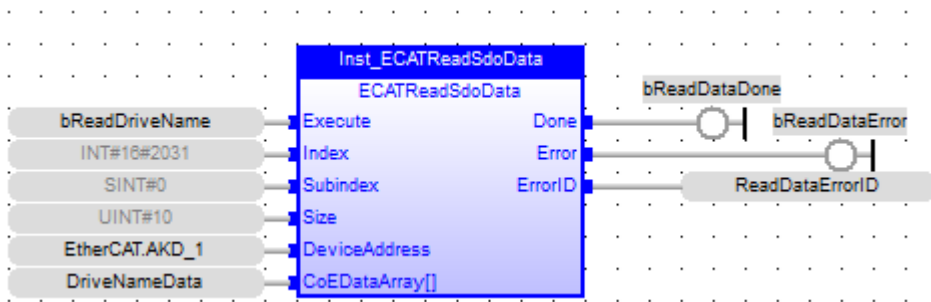 Inst_ECATReadSdoData
ECATReadSdoData
bReadDataDone
bReadDriveName
Execute
Done
bReadDataError
INT#16#2031
Index
Error
SINT#0
Subindex
ErrorID
ReadDataErrorID
UINT#10
Size
EtherCAT.AKD_1
DeviceAddress
DriveNameData
CoEDataArray[]